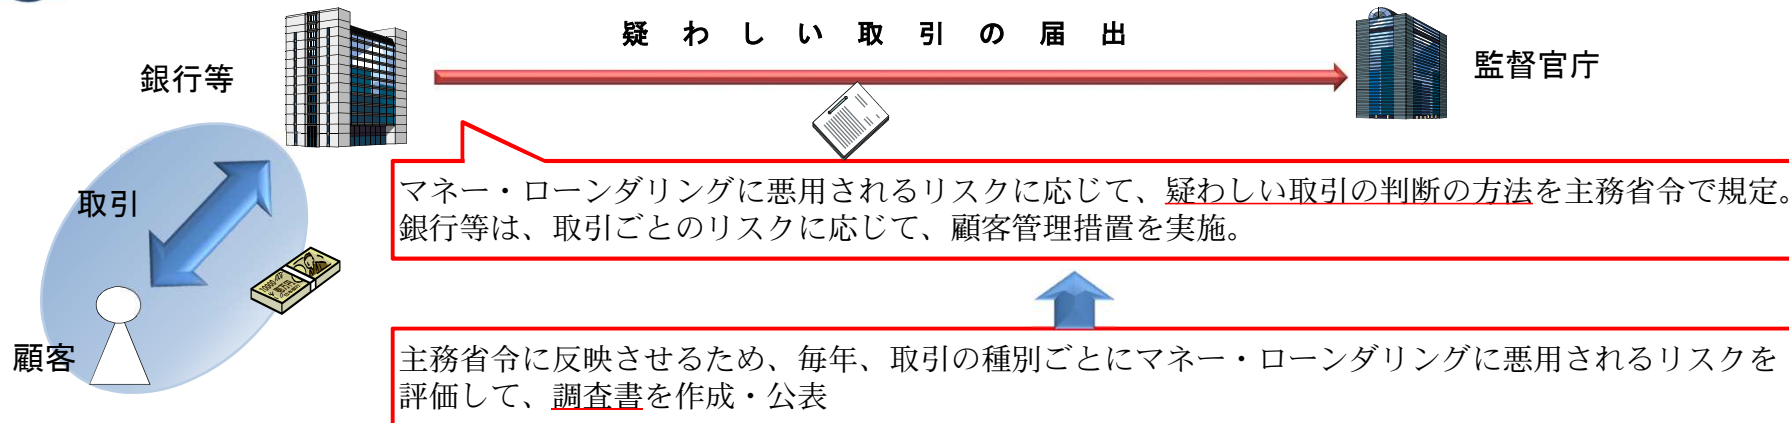 疑わしい取引の届出
銀行等
監督官庁
マネー・ローンダリングに悪用されるリスクに応じて、疑わしい取引の判断の方法を主務省令で規定。
銀行等は、取引ごとのリスクに応じて、顧客管理措置を実施。
取引
顧客
主務省令に反映させるため、毎年、取引の種別ごとにマネー・ローンダリングに悪用されるリスクを
評価して、調査書を作成・公表